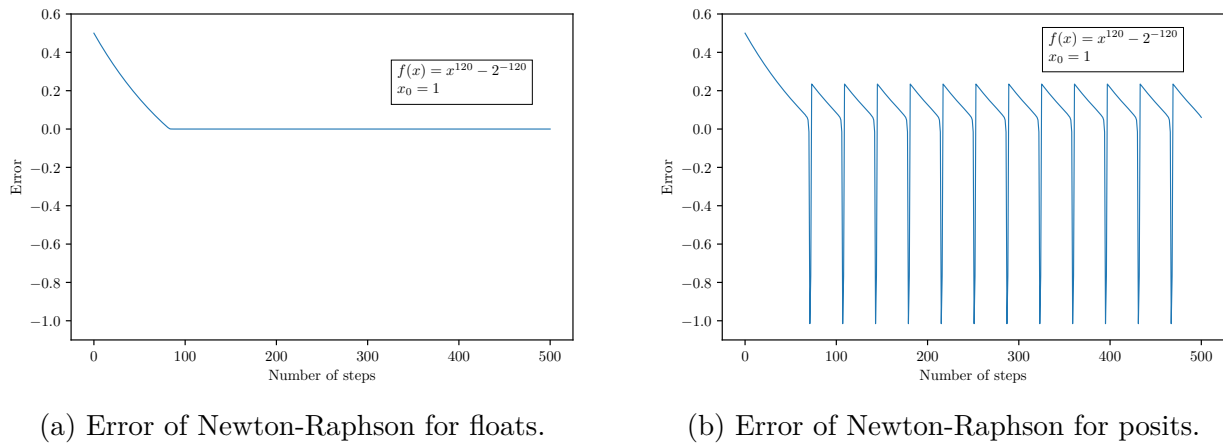 0.6
0.4
0.2
0.0
−0.2
−0.4
−0.6
−0.8
−1.0
Error
f(x) = x^{120} − 2^{−120}
x_0 = 1
0 100 200 300 400 500
Number of steps
(a) Error of Newton-Raphson for floats.
0.6
0.4
0.2
0.0
−0.2
−0.4
−0.6
−0.8
−1.0
Error
f(x) = x^{120} − 2^{−120}
x_0 = 1
0 100 200 300 400 500
Number of steps
(b) Error of Newton-Raphson for posits.